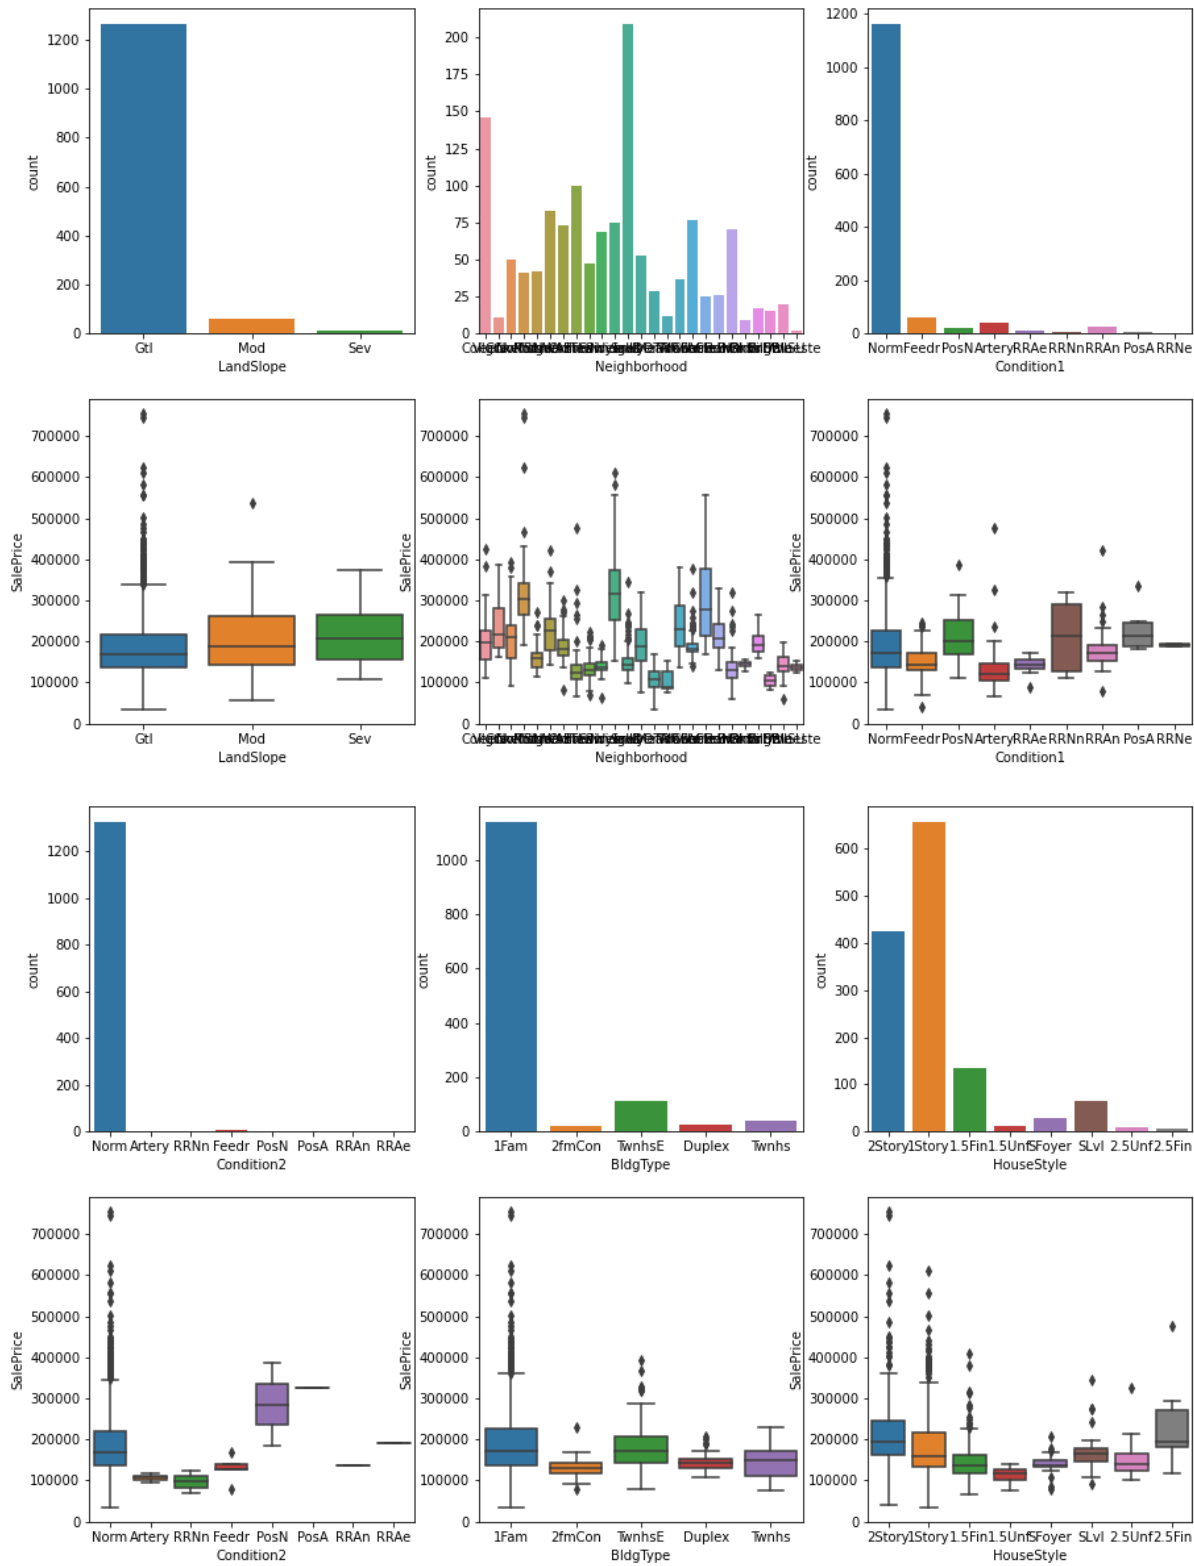 1200
1000
800
600
400
200
0
count
Gtl Mod Sev
LandSlope
200
175
150
125
100
75
50
25
0
count
Neighborhood
1200
1000
800
600
400
200
0
count
Norm Feedr PosN Artery RRAe RRNn RRAn PosA RRNe
Condition1
700000
600000
500000
400000
300000
200000
100000
0
SalePrice
Gtl Mod Sev
LandSlope
700000
600000
500000
400000
300000
200000
100000
0
SalePrice
Neighborhood
700000
600000
500000
400000
300000
200000
100000
0
SalePrice
Norm Feedr PosN Artery RRAe RRNn RRAn PosA RRNe
Condition1
1200
1000
800
600
400
200
0
count
Norm Artery RRNn Feedr PosN PosA RRAn RRAe
Condition2
1000
800
600
400
200
0
count
1Fam 2fmCon TwnhsE Duplex Twnhs
BldgType
600
500
400
300
200
100
0
count
2Story 1Story 1.5Fin 1.5Unf SFoyer SLvl 2.5Unf 2.5Fin
HouseStyle
700000
600000
500000
400000
300000
200000
100000
0
SalePrice
Norm Artery RRNn Feedr PosN PosA RRAn RRAe
Condition2
700000
600000
500000
400000
300000
200000
100000
0
SalePrice
1Fam 2fmCon TwnhsE Duplex Twnhs
BldgType
700000
600000
500000
400000
300000
200000
100000
0
SalePrice
2Story 1Story 1.5Fin 1.5Unf SFoyer SLvl 2.5Unf 2.5Fin
HouseStyle